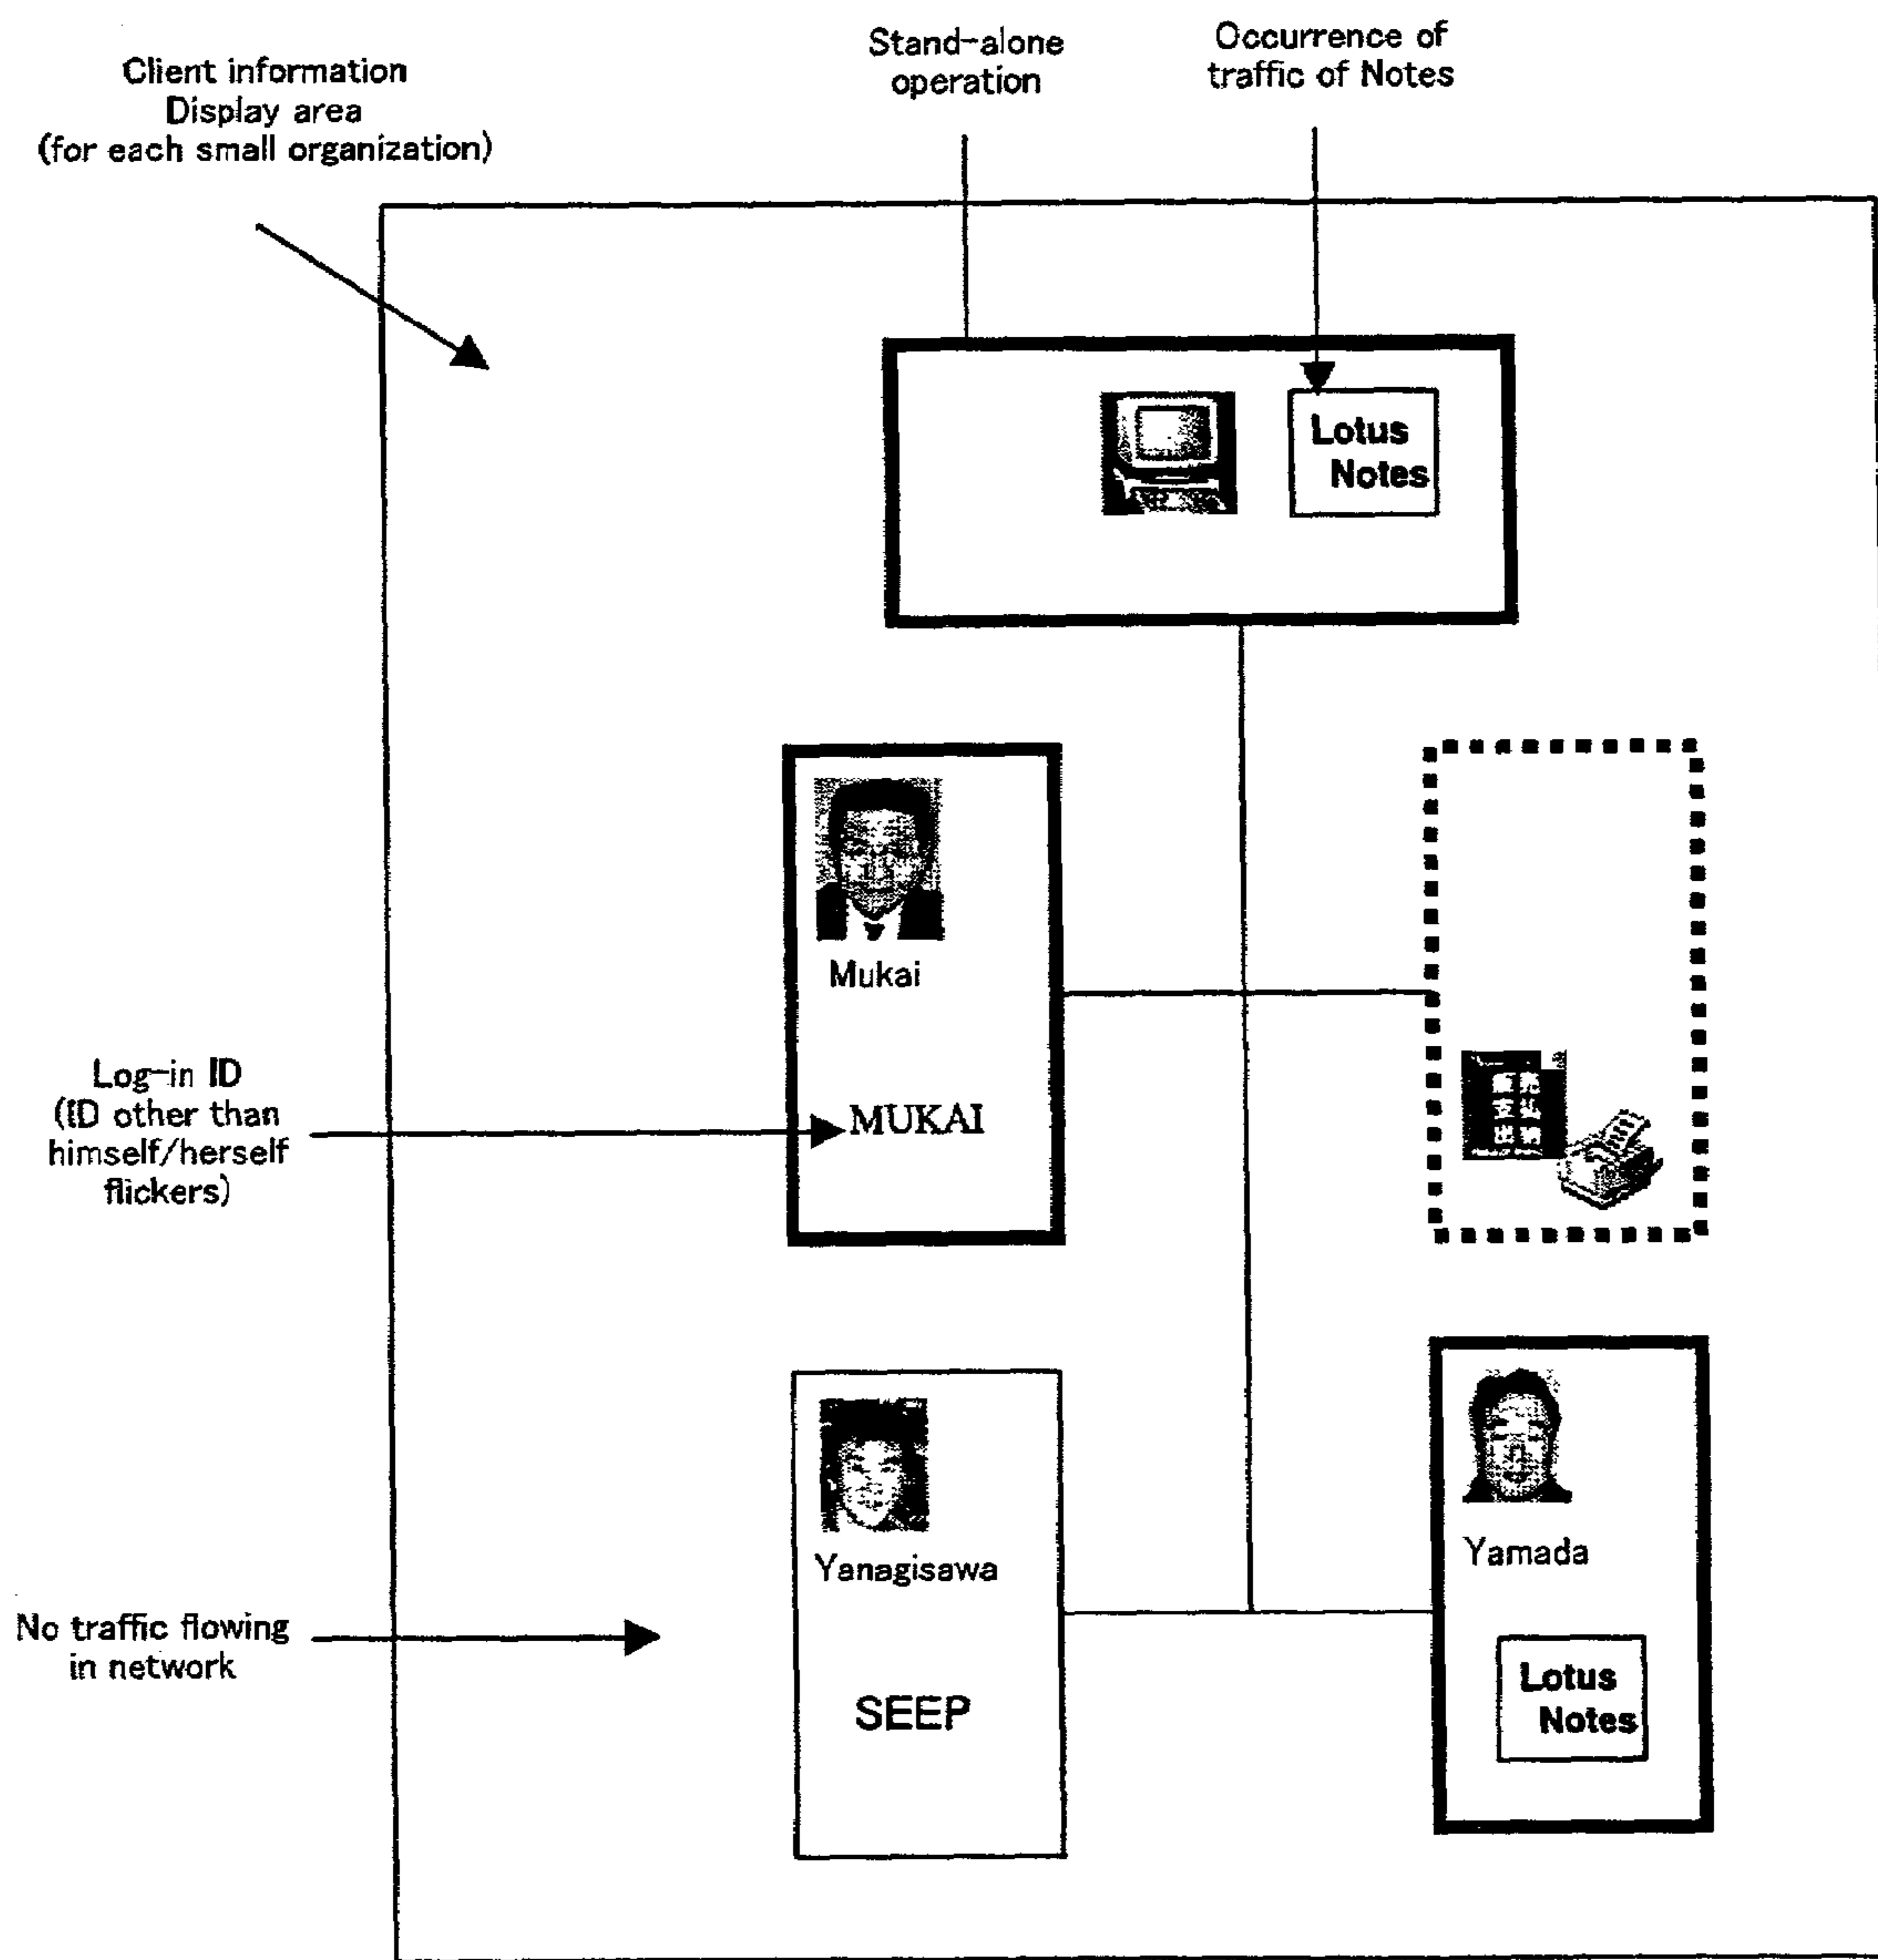 Client information
Display area
(for each small organization)
Stand-alone
operation
Occurrence of
traffic of Notes
Lotus
Notes
Mukai
Log-in ID
(ID other than
himself/herself
flickers)
MUKAI
Yanagisawa
Yamada
No traffic flowing
in network
SEEP
Lotus
Notes